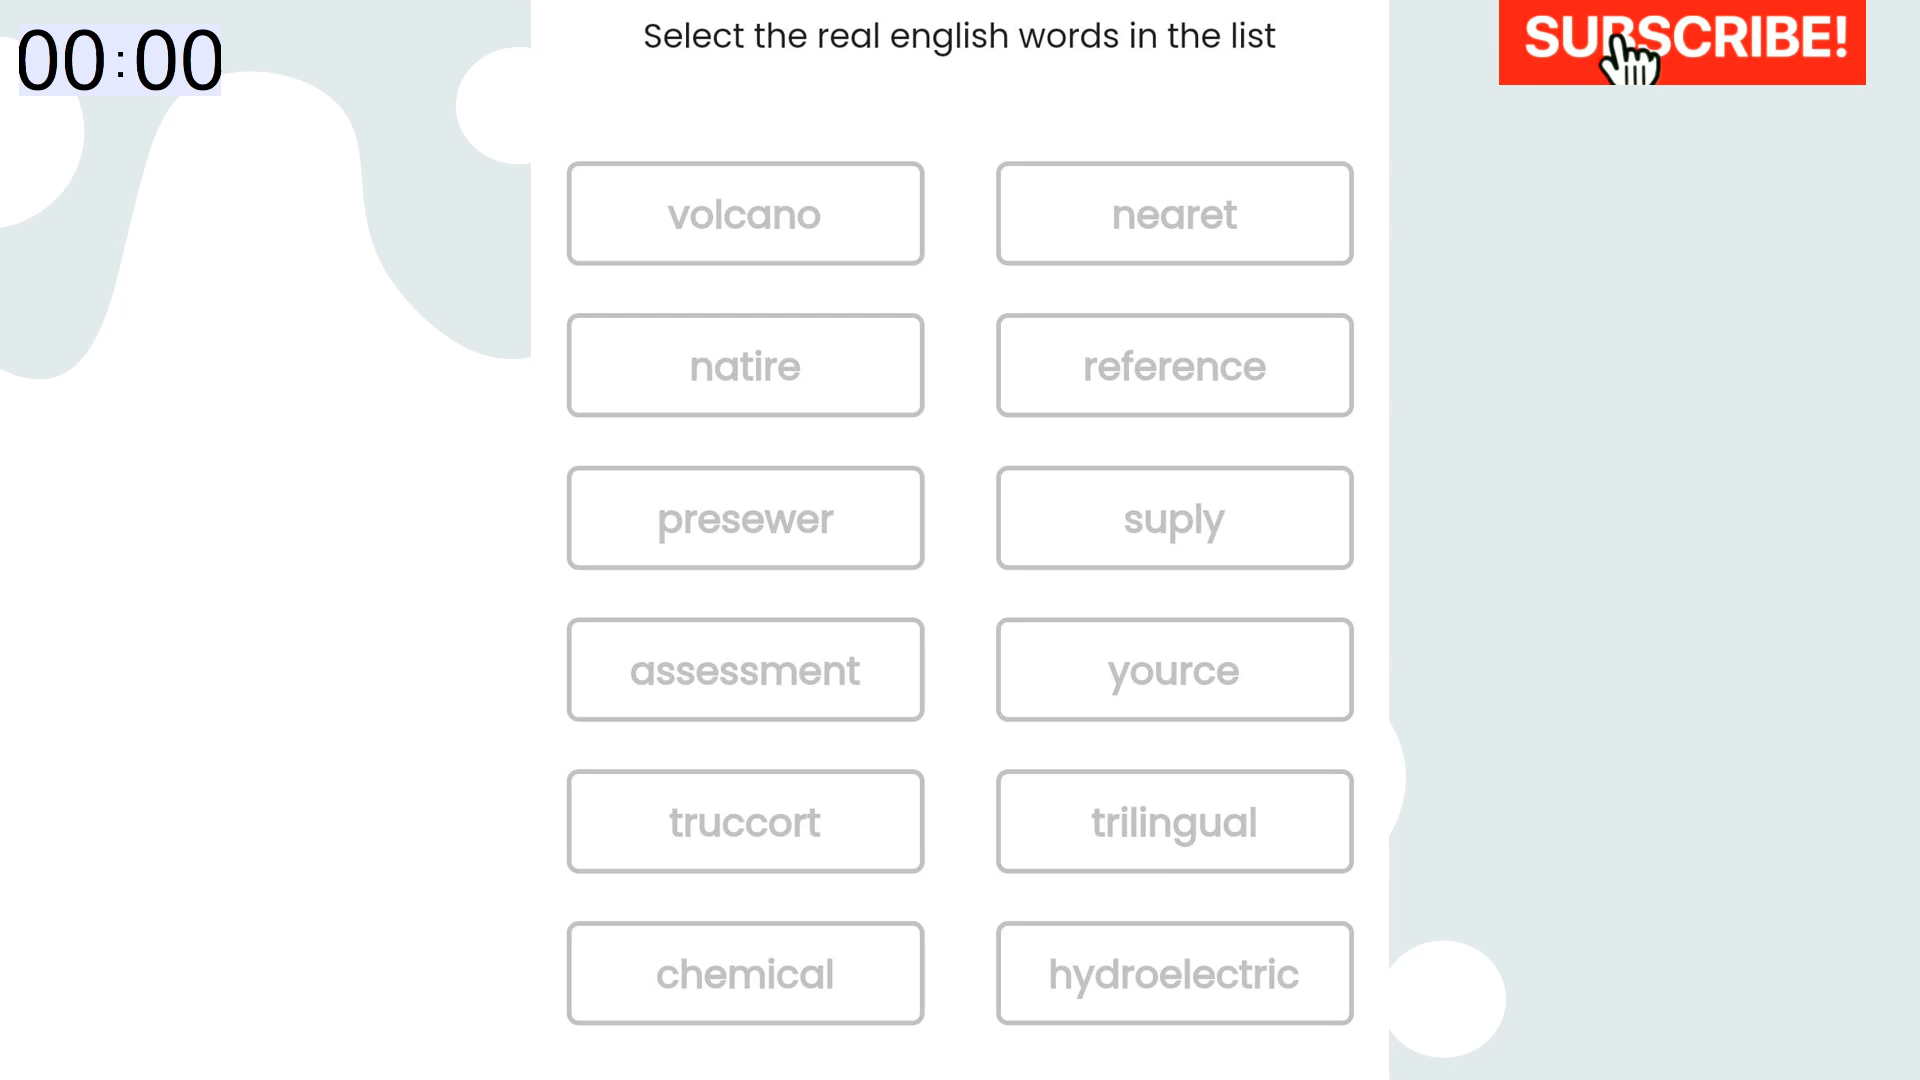 00:00
Select the real english words in the list
SUBSCRIBE!
volcano
nearet
natire
reference
presewer
suply
assessment
yource
truccort
trilingual
chemical
hydroelectric